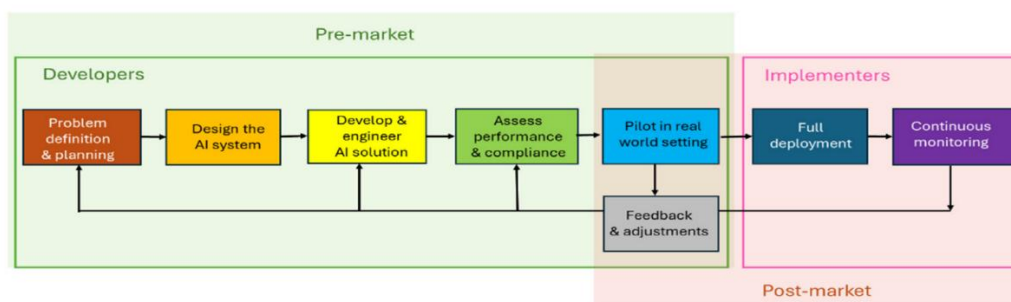 Pre-market
Developers
Implementers
Problem
definition
& planning
Design the
AI system
Develop &
engineer
AI solution
Assess
performance
& compliance
Pilot in real
world setting
Full
deployment
Continuous
monitoring
Feedback
& adjustments
Post-market